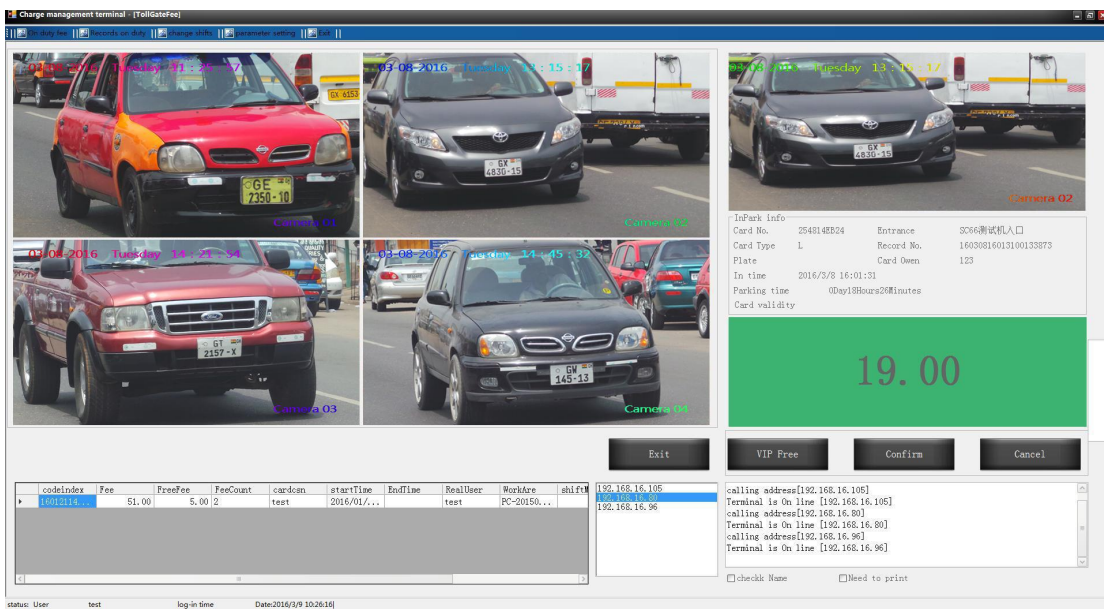 Charge management terminal - [TollGateFee]
On duty fee || Records on duty || change shifts || parameter setting || Exit ||
03-08-2016 Tuesday 11 : 35 : 57
GX 6153
GE
2350-10
Camera 01
03-08-2016 Tuesday 13 : 15 : 17
GX
4830-15
Camera 02
03-08-2016 Tuesday 14 : 21 : 54
GT
2157-X
Camera 03
03-08-2016 Tuesday 14 : 45 : 32
GW
145-13
Camera 04
03-08-2016 Tuesday 13 : 15 : 17
GX
4830-15
Camera 02
InPark info
Card No. 254814EB24 Entrance SC66测试机入口
Card Type L Record No. 16030816013100133873
Plate Card Owen 123
In time 2016/3/8 16:01:31
Parking time 0Day18Hours26Minutes
Card validity
19.00
Exit VIP Free Confirm Cancel
codeindex Fee FreeFee FeeCount cardcsn startTime EndTime RealUser WorkAre shiftM
16012114... 51.00 5.00 2 test 2016/01/... test PC-20150...
192.168.16.105
192.168.16.80
192.168.16.96
calling address[192.168.16.105]
Terminal is On line [192.168.16.105]
calling address[192.168.16.80]
Terminal is On line [192.168.16.80]
calling address[192.168.16.96]
Terminal is On line [192.168.16.96]
checkk Name Need to print
status: User test log-in time Date:2016/3/9 10:26:16